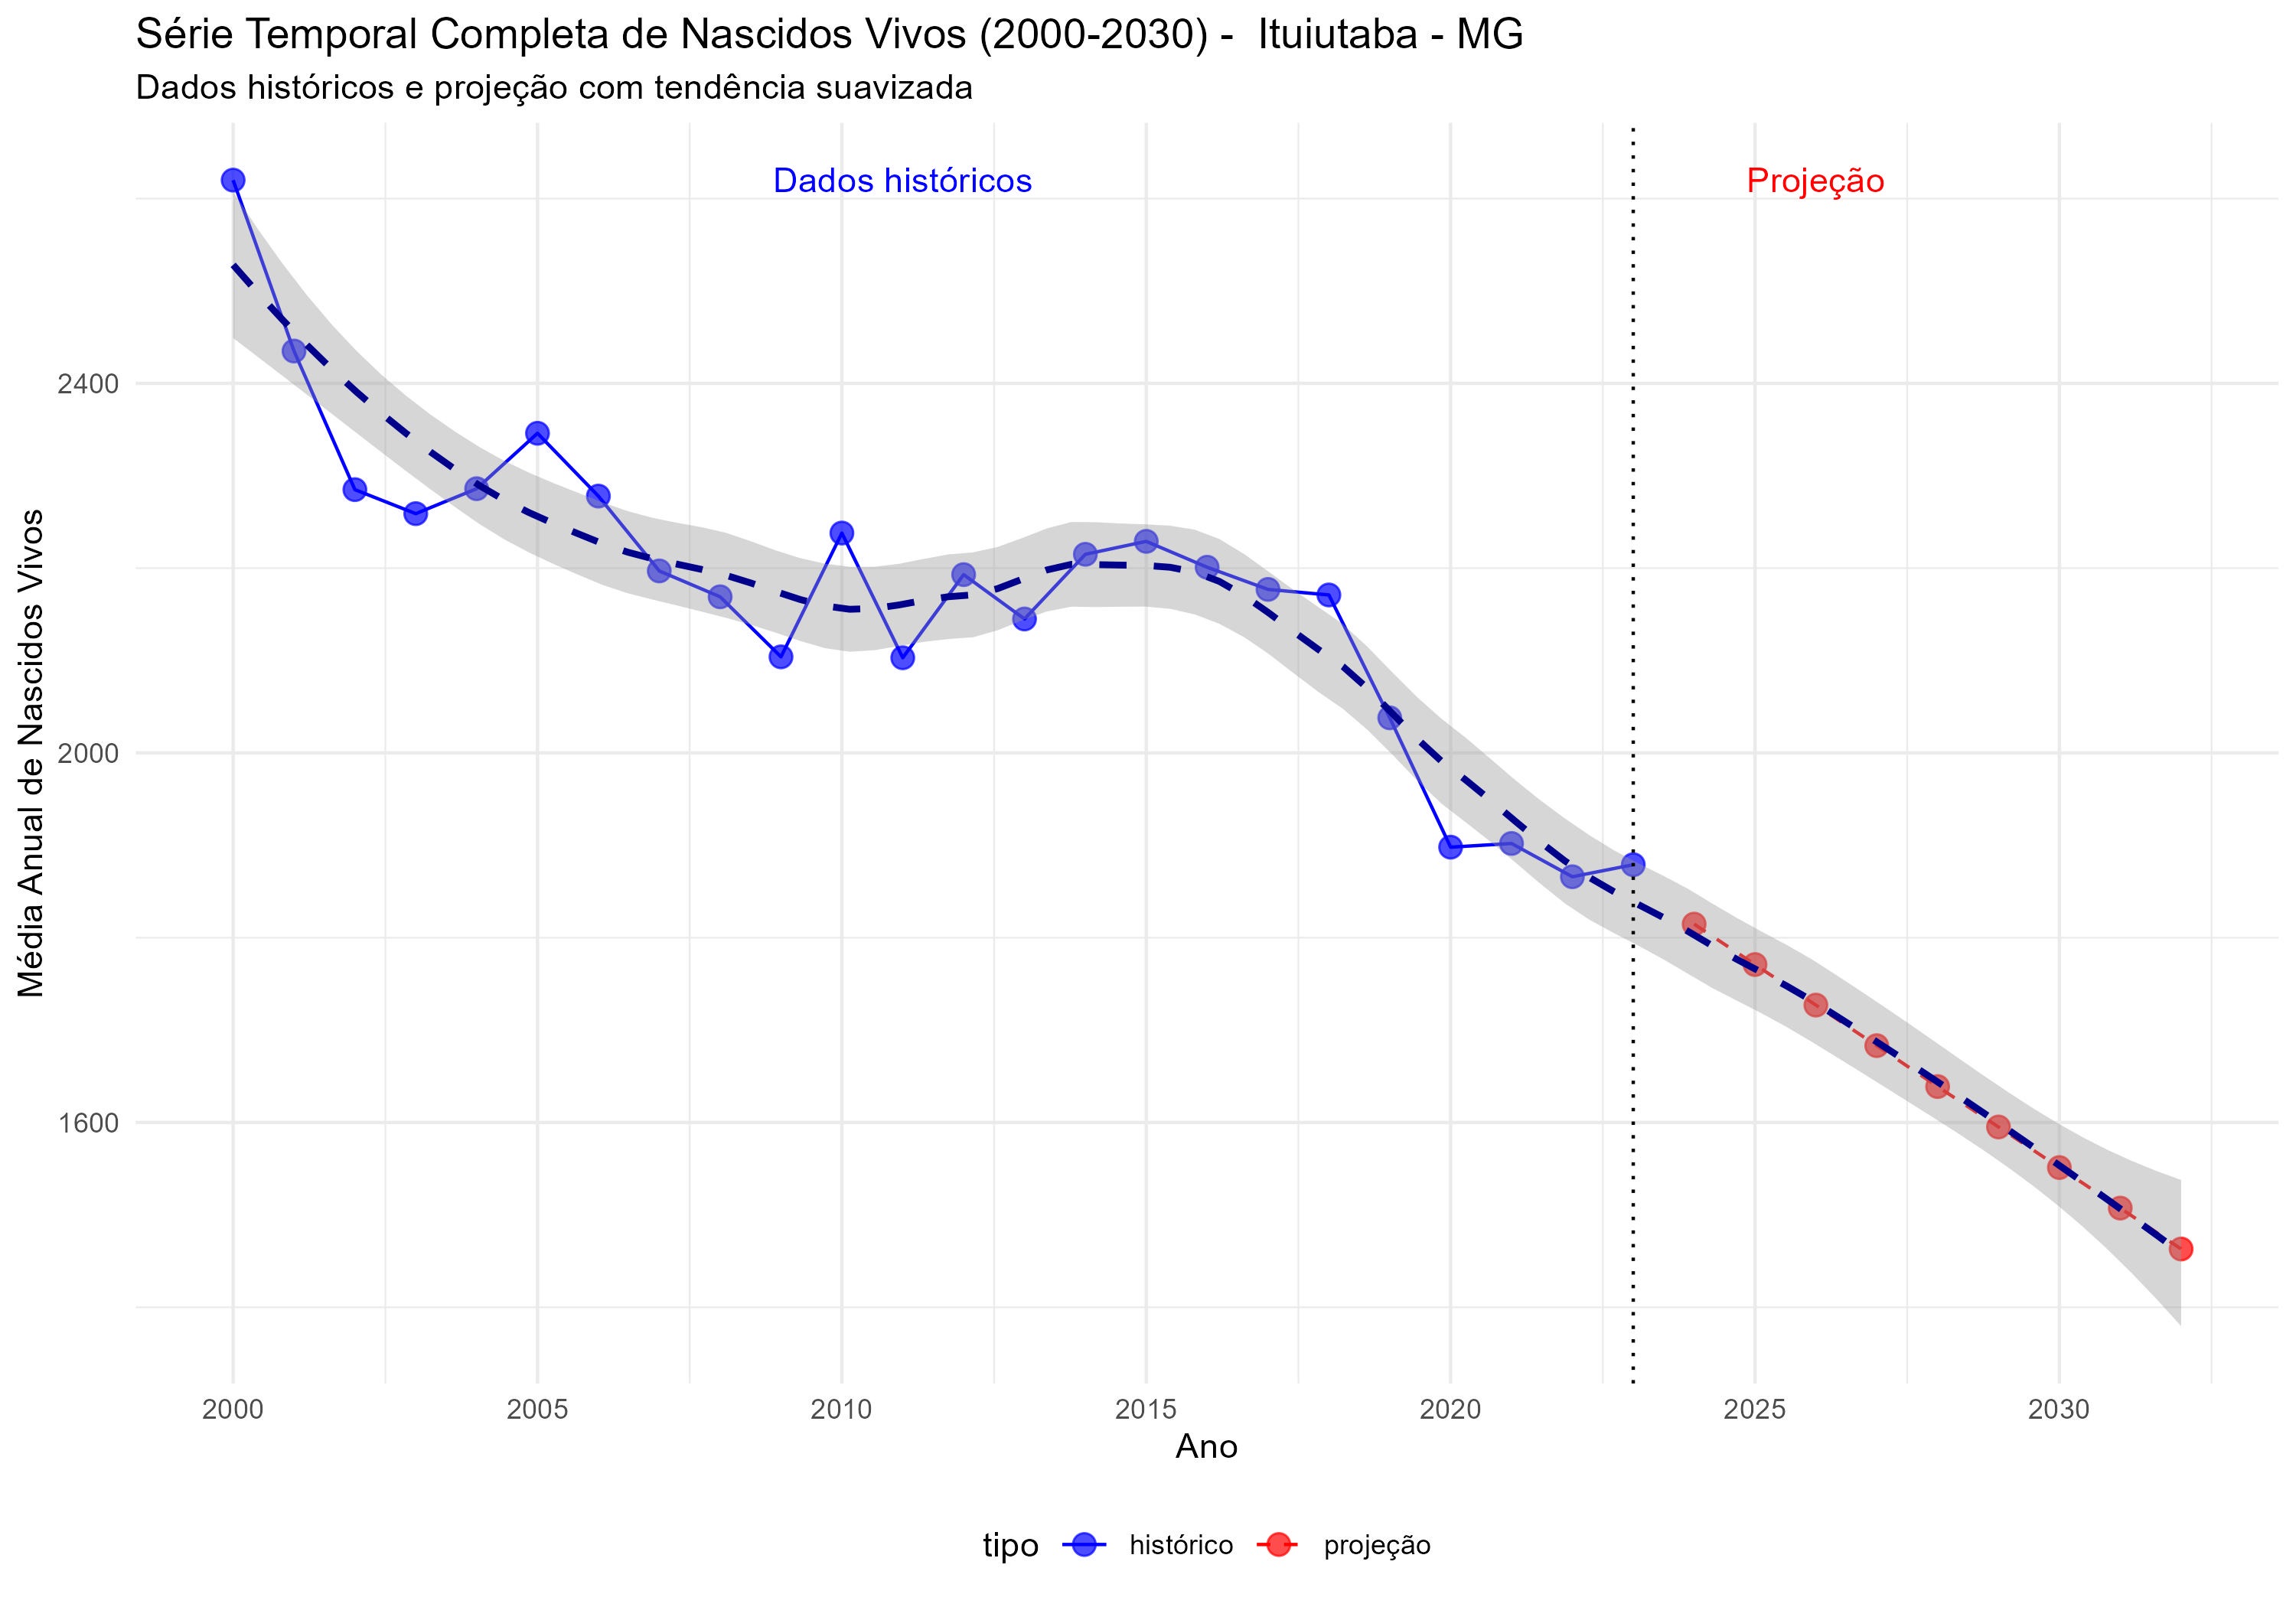 Série Temporal Completa de Nascidos Vivos (2000-2030) -  Ituiutaba - MG
Dados históricos e projeção com tendência suavizada
Dados históricos
Projeção
Média Anual de Nascidos Vivos
2400
2000
1600
2000
2005
2010
2015
2020
2025
2030
Ano
tipo
histórico
projeção